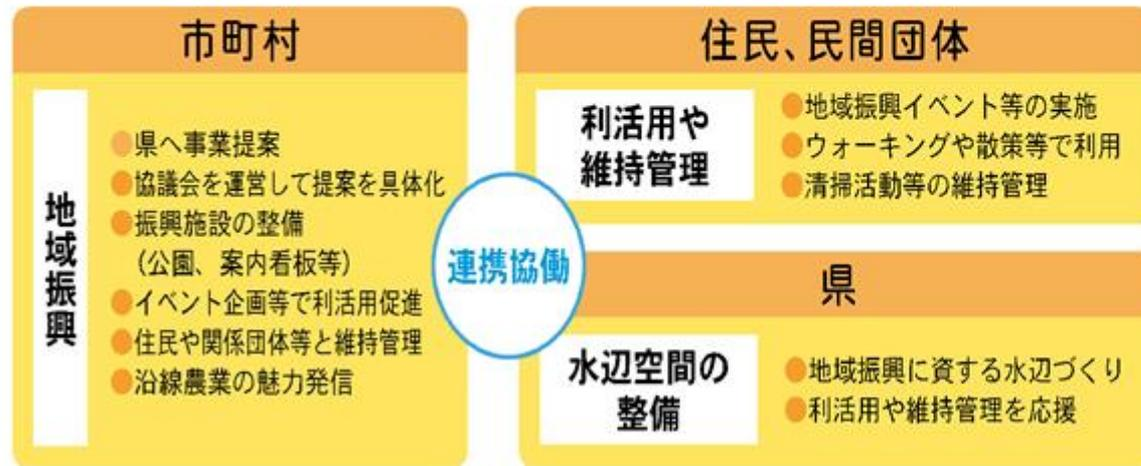 市町村
地域振興
●県へ事業提案
●協議会を運営して提案を具体化
●振興施設の整備
（公園、案内看板等）
●イベント企画等で利活用促進
●住民や関係団体等と維持管理
●沿線農業の魅力発信
連携協働
住民、民間団体
利活用や
維持管理
●地域振興イベント等の実施
●ウォーキングや散策等で利用
●清掃活動等の維持管理
県
水辺空間の
整備
●地域振興に資する水辺づくり
●利活用や維持管理を応援